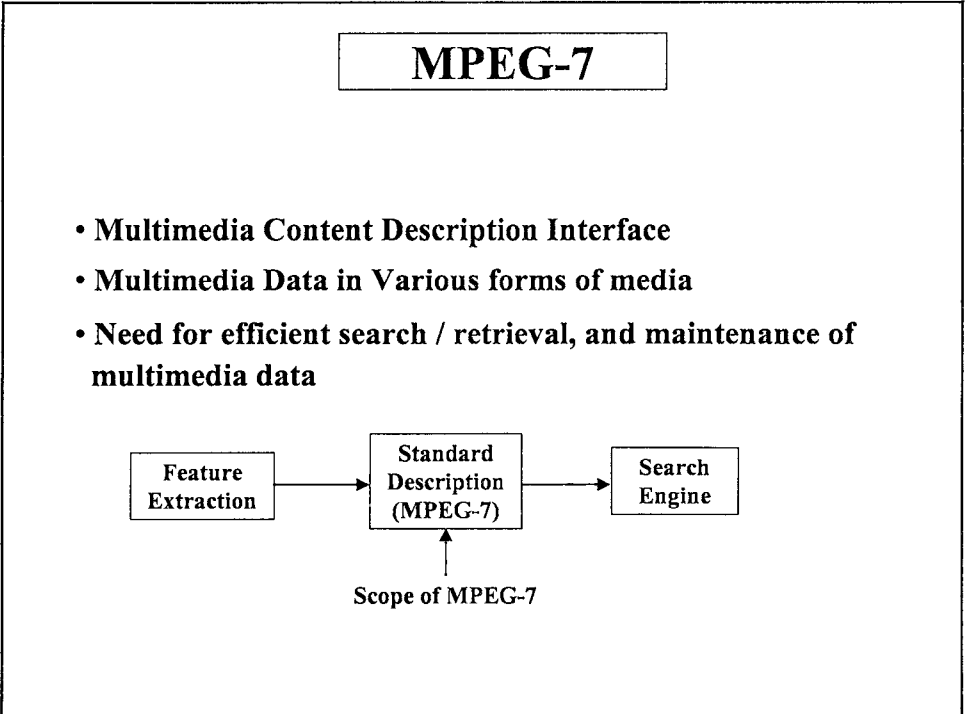 MPEG-7
• Multimedia Content Description Interface
• Multimedia Data in Various forms of media
• Need for efficient search / retrieval, and maintenance of
multimedia data
Feature
Extraction
Standard
Description
(MPEG-7)
Search
Engine
Scope of MPEG-7